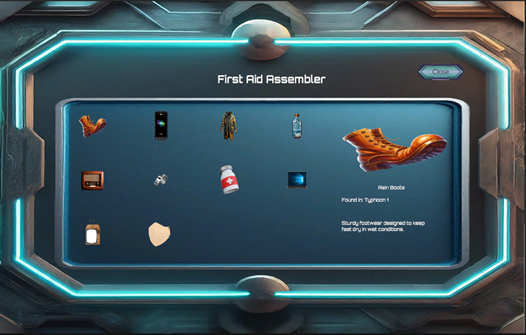 First Aid Assembler
Close
Rain Boots
Found in: Typhoon 1
Sturdy footwear designed to keep
feet dry in wet conditions.